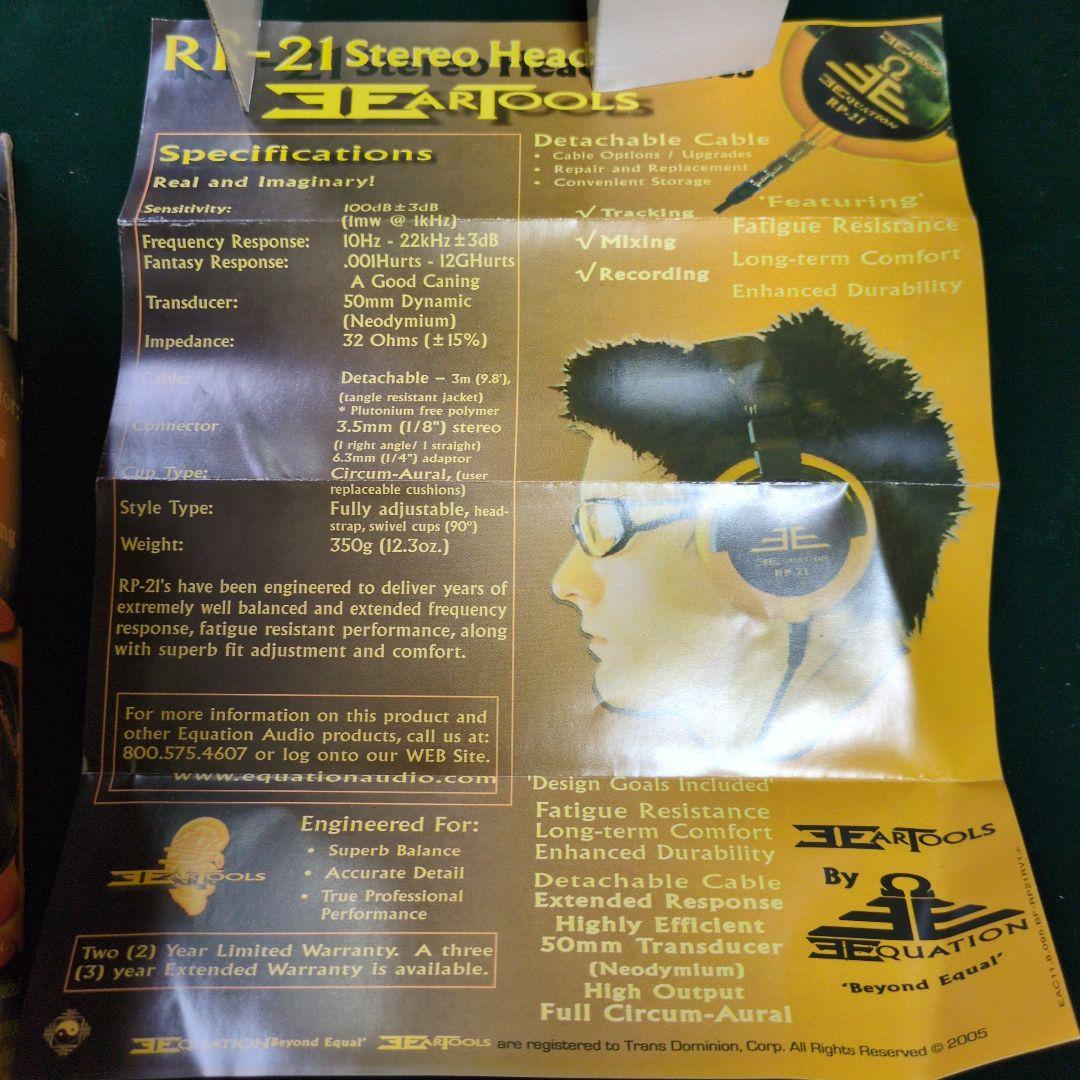 RP-21 Stereo Head
EARTOOLS
Specifications
Real and Imaginary!
Sensitivity: 100dB ± 3dB
(1mw @ 1kHz)
Frequency Response: 10Hz - 22kHz ± 3dB
Fantasy Response: .001Hurts - 12GHurts
A Good Caning
Transducer: 50mm Dynamic
(Neodymium)
Impedance: 32 Ohms (± 15%)
Cable: Detachable – 3m (9.8'),
(tangle resistant jacket)
* Plutonium free polymer
Connector 3.5mm (1/8") stereo
(1 right angle/ 1 straight)
6.3mm (1/4") adaptor
Cup Type: Circum-Aural, (user
replaceable cushions)
Style Type: Fully adjustable, head-
strap, swivel cups (90º)
Weight: 350g (12.3oz.)
RP-21's have been engineered to deliver years of
extremely well balanced and extended frequency
response, fatigue resistant performance, along
with superb fit adjustment and comfort.
For more information on this product and
other Equation Audio products, call us at:
800.575.4607 or log onto our WEB Site.
www.equationaudio.com
Detachable Cable
• Cable Options / Upgrades
• Repair and Replacement
• Convenient Storage
EARTOOLS
EQUATION
RP-21
√ Tracking
√ Mixing
√ Recording
'Featuring'
Fatigue Resistance
Long-term Comfort
Enhanced Durability
EQUATION
RP 21
Engineered For:
• Superb Balance
• Accurate Detail
• True Professional
Performance
EARTOOLS
Two (2) Year Limited Warranty. A three
(3) year Extended Warranty is available.
'Design Goals Included'
Fatigue Resistance
Long-term Comfort
Enhanced Durability
Detachable Cable
Extended Response
Highly Efficient
50mm Transducer
(Neodymium)
High Output
Full Circum-Aural
EARTOOLS
By
EQUATION
"Beyond Equal"
EQUATION "Beyond Equal" EARTOOLS are registered to Trans Dominion, Corp. All Rights Reserved © 2005